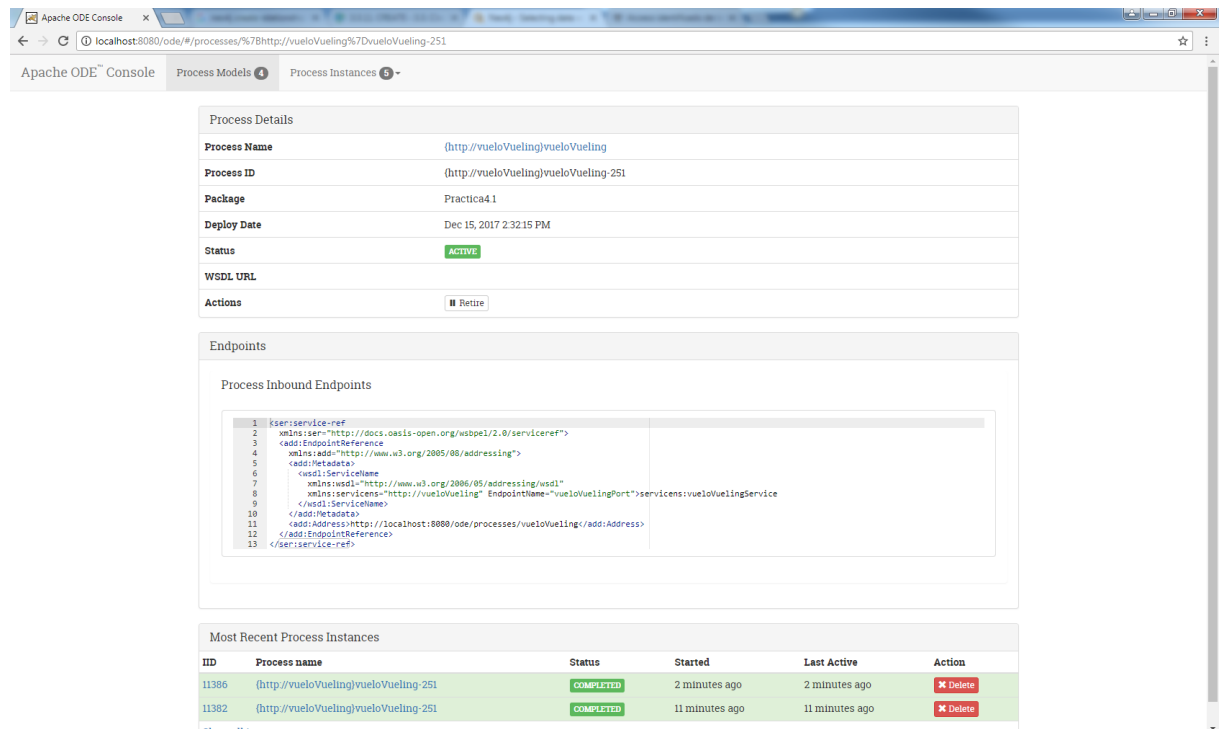 Apache ODE Console
localhost:8080/ode/#/processes/%7Bhttp://vueloVueling%7DvueloVueling-251
Apache ODE™ Console Process Models 4 Process Instances 5
Process Details
Process Name {http://vueloVueling}vueloVueling
Process ID {http://vueloVueling}vueloVueling-251
Package Practica4.1
Deploy Date Dec 15, 2017 2:32:15 PM
Status ACTIVE
WSDL URL
Actions Retire
Endpoints
Process Inbound Endpoints
1 <ser:service-ref
2 xmlns:ser="http://docs.oasis-open.org/wsbpel/2.0/serviceref">
3 <add:EndpointReference
4 xmlns:add="http://www.w3.org/2005/08/addressing">
5 <add:Metadata>
6 <wsdl:ServiceName
7 xmlns:wsdl="http://www.w3.org/2006/05/addressing/wsdl"
8 xmlns:servicens="http://vueloVueling" EndpointName="vueloVuelingPort">servicens:vueloVuelingService
9 </wsdl:ServiceName>
10 </add:Metadata>
11 <add:Address>http://localhost:8080/ode/processes/vueloVueling</add:Address>
12 </add:EndpointReference>
13 </ser:service-ref>
Most Recent Process Instances
IID Process name Status Started Last Active Action
11386 {http://vueloVueling}vueloVueling-251 COMPLETED 2 minutes ago 2 minutes ago Delete
11382 {http://vueloVueling}vueloVueling-251 COMPLETED 11 minutes ago 11 minutes ago Delete